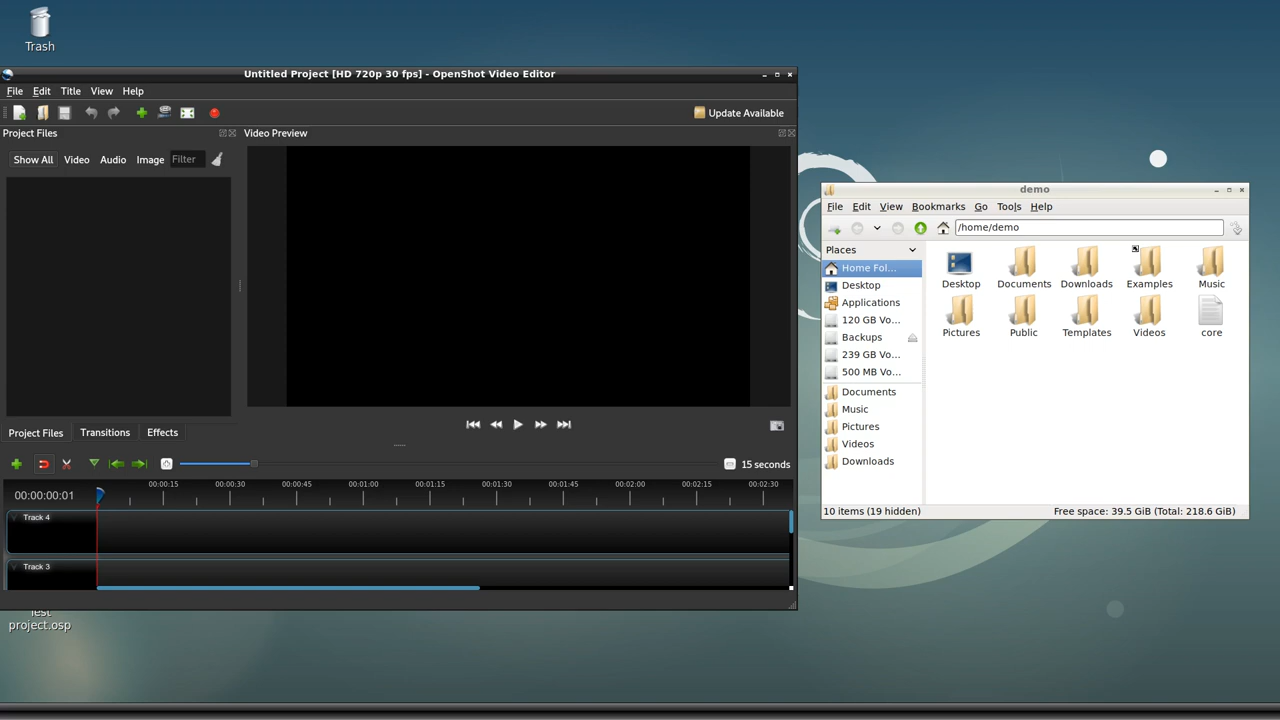 Trash
Untitled Project [HD 720p 30 fps] - OpenShot Video Editor
File Edit Title View Help
Update Available
Project Files
Video Preview
Show All Video Audio Image Filter
Project Files Transitions Effects
15 seconds
00:00:00:01
00:00:15 00:00:30 00:00:45 00:01:00 00:01:15 00:01:30 00:01:45 00:02:00 00:02:15 00:02:30
Track 4
Track 3
project.osp
demo
File Edit View Bookmarks Go Tools Help
/home/demo
Places
Home Fol...
Desktop
Applications
120 GB Vo...
Backups
239 GB Vo...
500 MB Vo...
Documents
Music
Pictures
Videos
Downloads
Desktop Documents Downloads Examples Music
Pictures Public Templates Videos core
10 items (19 hidden)
Free space: 39.5 GiB (Total: 218.6 GiB)